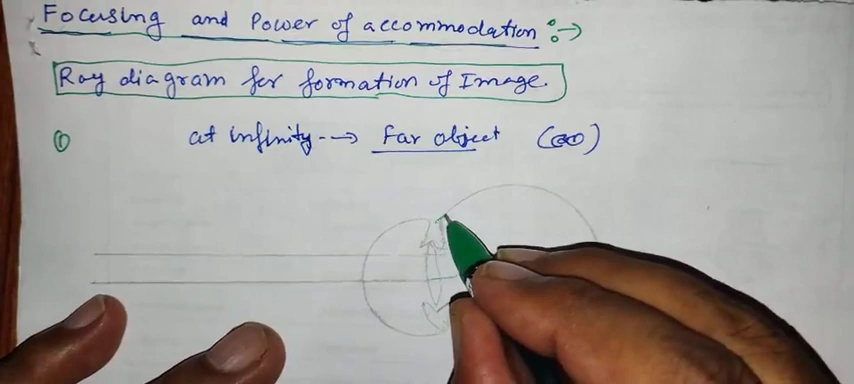 Focusing and Power of accommodation :->
Ray diagram for formation of Image.
① at infinity --> Far object (∞)